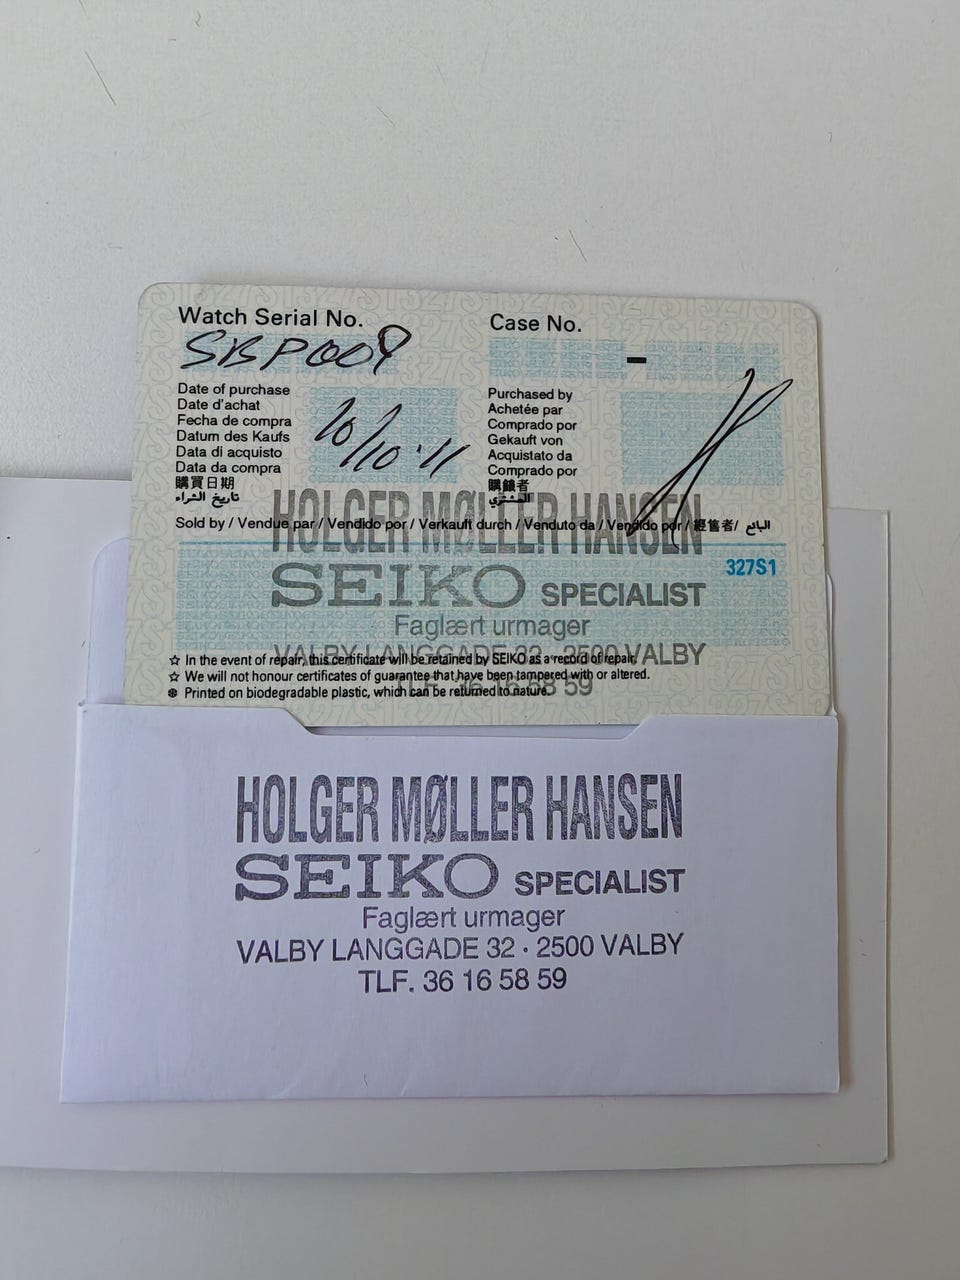 Watch Serial No.
SBP009
Case No.
-
Date of purchase
Date d'achat
Fecha de compra
Datum des Kaufs
Data di acquisto
Data da compra
購買日期
تاريخ الشراء
10/10 '11
Purchased by
Achetée par
Comprado por
Gekauft von
Acquistato da
Comprado por
購錶者
المشتري
Sold by / Vendue par / Vendido por / Verkauft durch / Venduto da / Vendido por / 經售者/ البائع
HOLGER MØLLER HANSEN
327S1
SEIKO SPECIALIST
Faglært urmager
VALBY LANGGADE 32 · 2500 VALBY
TLF. 36 16 58 59
☆ In the event of repair, this certificate will be retained by SEIKO as a record of repair.
☆ We will not honour certificates of guarantee that have been tampered with or altered.
❽ Printed on biodegradable plastic, which can be returned to nature.
HOLGER MØLLER HANSEN
SEIKO SPECIALIST
Faglært urmager
VALBY LANGGADE 32 · 2500 VALBY
TLF. 36 16 58 59